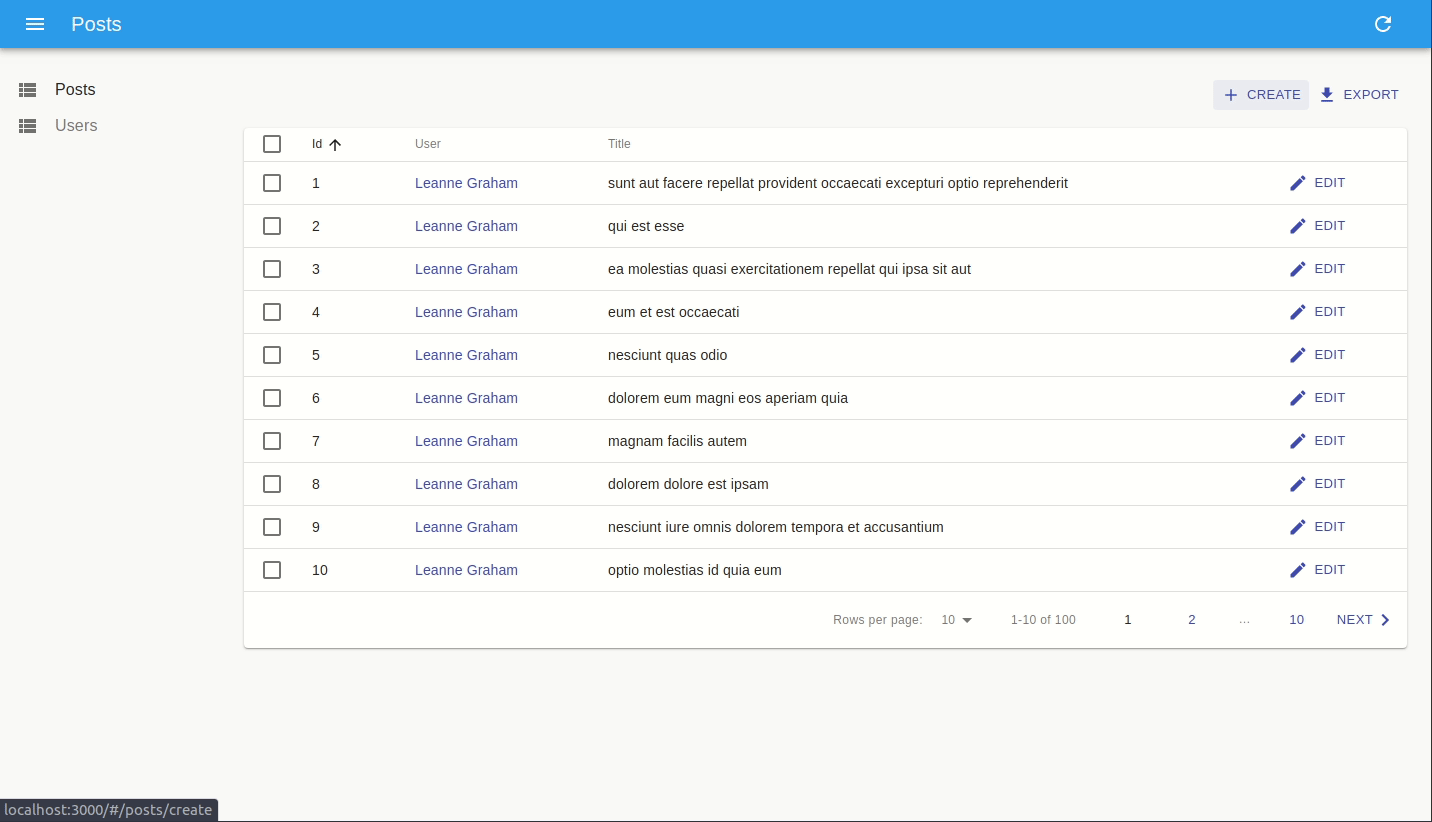 Posts
Posts
Users
CREATE EXPORT
Id User Title
1 Leanne Graham sunt aut facere repellat provident occaecati excepturi optio reprehenderit EDIT
2 Leanne Graham qui est esse EDIT
3 Leanne Graham ea molestias quasi exercitationem repellat qui ipsa sit aut EDIT
4 Leanne Graham eum et est occaecati EDIT
5 Leanne Graham nesciunt quas odio EDIT
6 Leanne Graham dolorem eum magni eos aperiam quia EDIT
7 Leanne Graham magnam facilis autem EDIT
8 Leanne Graham dolorem dolore est ipsam EDIT
9 Leanne Graham nesciunt iure omnis dolorem tempora et accusantium EDIT
10 Leanne Graham optio molestias id quia eum EDIT
Rows per page: 10 1-10 of 100 1 2 ... 10 NEXT
localhost:3000/#/posts/create